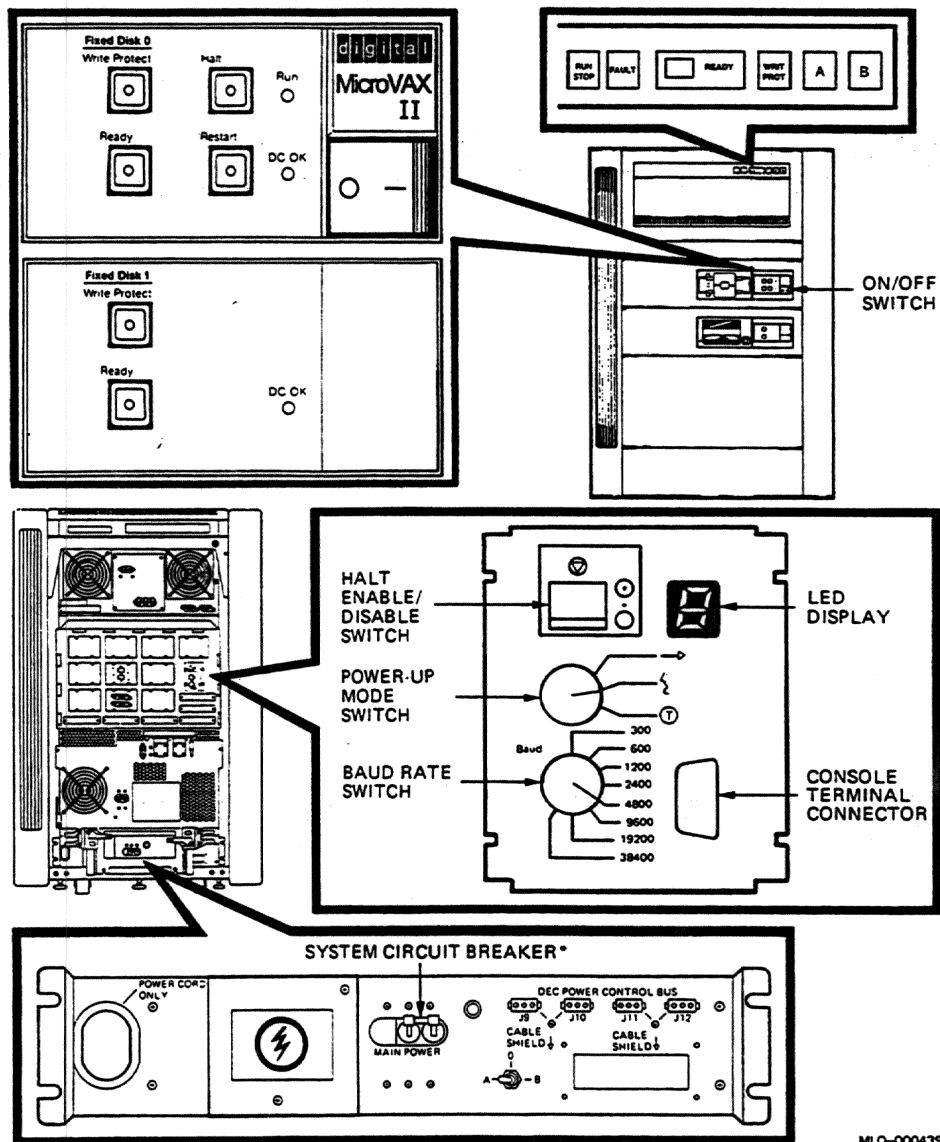 Fixed Disk 0
Write Protect
Halt
Run
Ready
Restart
DC OK
digital
MicroVAX
II
Fixed Disk 1
Write Protect
Ready
DC OK
RUN
STOP
FAULT
READY
WRIT
PROT
A
B
ON/OFF
SWITCH
HALT
ENABLE/
DISABLE
SWITCH
POWER-UP
MODE
SWITCH
BAUD RATE
SWITCH
T
Baud
300
600
1200
2400
4800
9600
19200
38400
LED
DISPLAY
CONSOLE
TERMINAL
CONNECTOR
SYSTEM CIRCUIT BREAKER*
POWER CORD
ONLY
MAIN POWER
DEC POWER CONTROL BUS
J9
J10
J11
J12
CABLE
SHIELD
CABLE
SHIELD
0
A
B